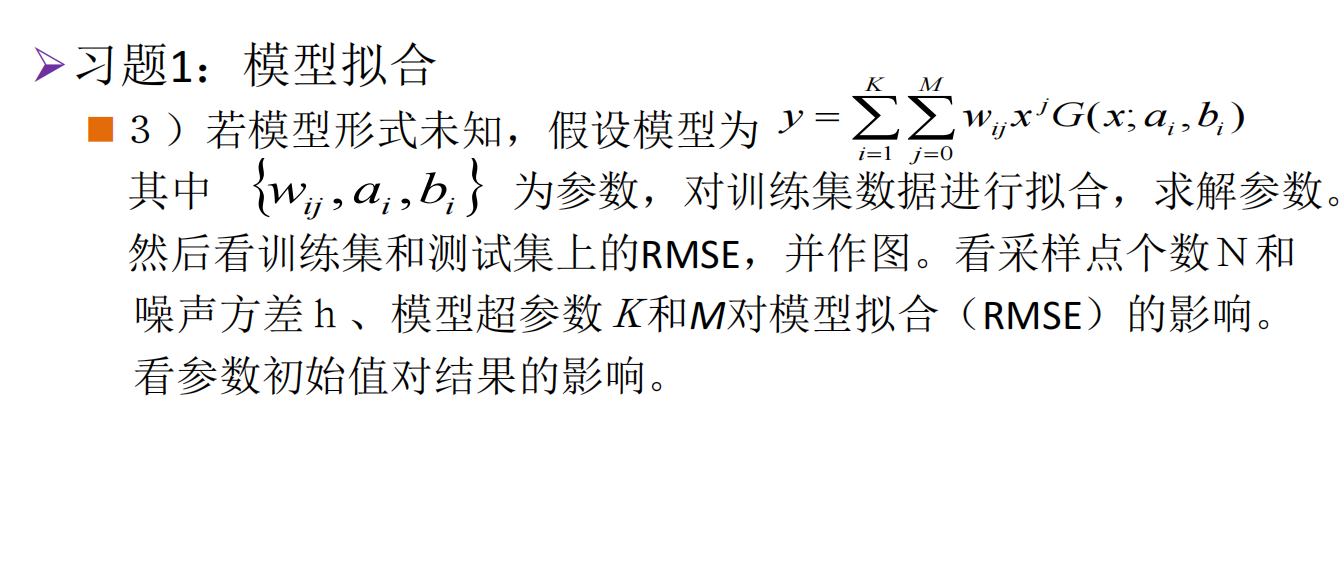 ➢习题1：模型拟合
■ 3）若模型形式未知，假设模型为 y = \sum_{i=1}^{K} \sum_{j=0}^{M} w_{ij} x^j G(x; a_i, b_i)
其中 {w_{ij}, a_i, b_i} 为参数，对训练集数据进行拟合，求解参数。
然后看训练集和测试集上的RMSE，并作图。看采样点个数N和
噪声方差h、模型超参数K和M对模型拟合（RMSE）的影响。
看参数初始值对结果的影响。